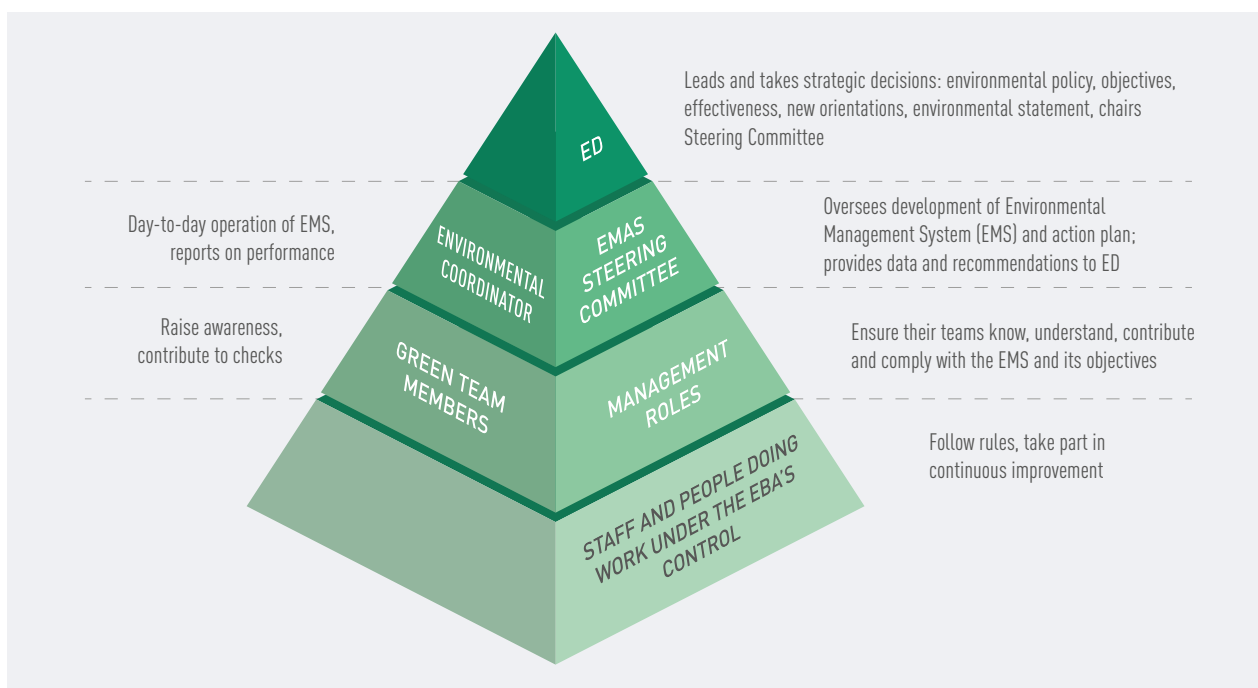 Leads and takes strategic decisions: environmental policy, objectives,
effectiveness, new orientations, environmental statement, chairs
Steering Committee
ED
Day-to-day operation of EMS,
reports on performance
ENVIRONMENTAL
COORDINATOR
EMAS
STEERING
COMMITTEE
Oversees development of Environmental
Management System (EMS) and action plan;
provides data and recommendations to ED
Raise awareness,
contribute to checks
GREEN TEAM
MEMBERS
MANAGEMENT
ROLES
Ensure their teams know, understand, contribute
and comply with the EMS and its objectives
STAFF AND PEOPLE DOING
WORK UNDER THE EBA'S
CONTROL
Follow rules, take part in
continuous improvement